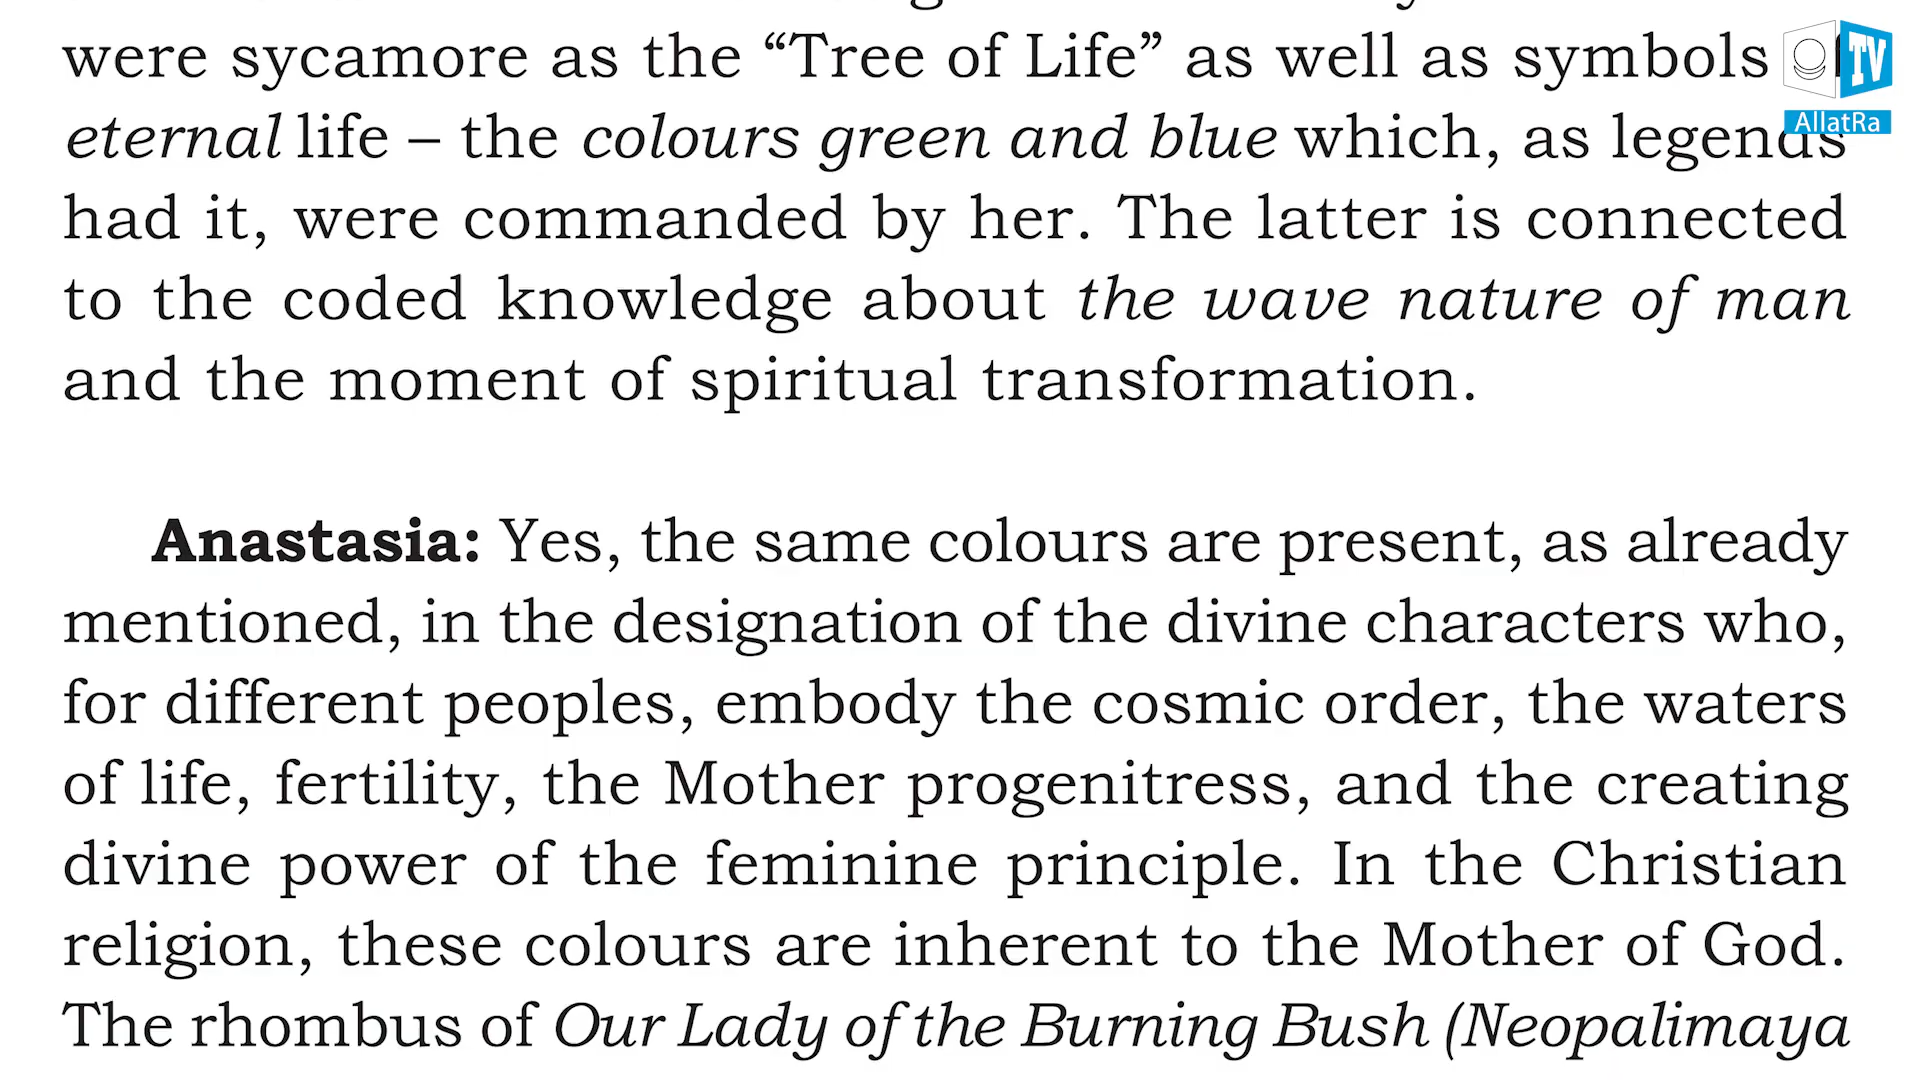 were sycamore as the “Tree of Life” as well as symbols
eternal life – the colours green and blue which, as legends
had it, were commanded by her. The latter is connected
to the coded knowledge about the wave nature of man
and the moment of spiritual transformation.
Anastasia: Yes, the same colours are present, as already
mentioned, in the designation of the divine characters who,
for different peoples, embody the cosmic order, the waters
of life, fertility, the Mother progenitress, and the creating
divine power of the feminine principle. In the Christian
religion, these colours are inherent to the Mother of God.
The rhombus of Our Lady of the Burning Bush (Neopalimaya
TV
AllatRa